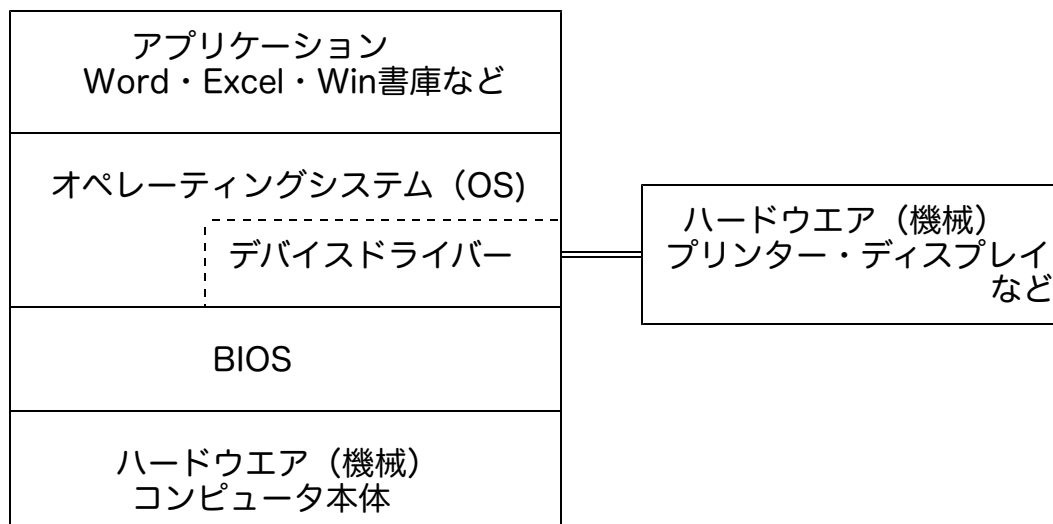 アプリケーション
Word・Excel・Win書庫など
オペレーティングシステム（OS)
デバイスドライバー
ハードウエア（機械）
プリンター・ディスプレイ
など
BIOS
ハードウエア（機械）
コンピュータ本体